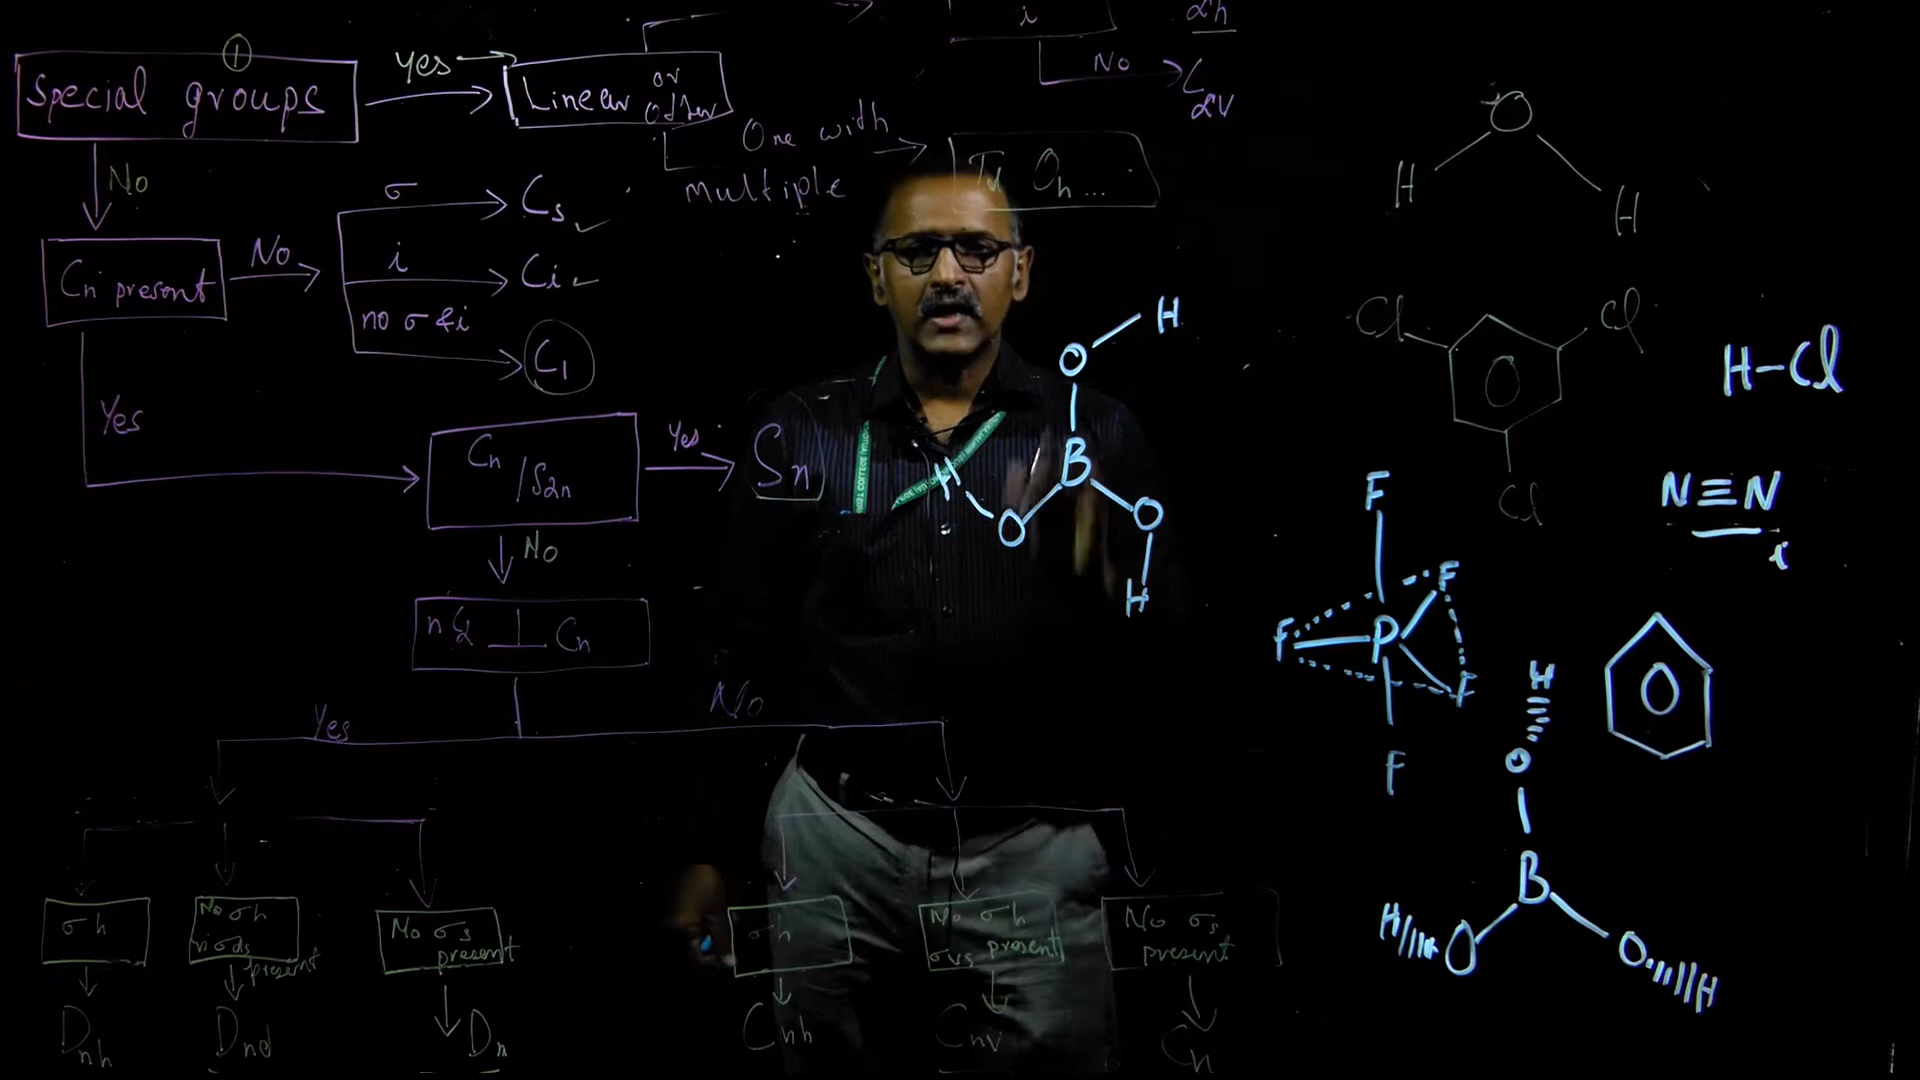 1
Special groups
Yes
Linear or other
i
∝h
No
C∝v
No
One with multiple
Td Oh ...
Cn present
No
σ
Cs
i
Ci
no σ & i
C1
Yes
Cn / S2n
Yes
Sn
No
n C2 ⊥ Cn
Yes
No
σh
Dnh
No σh
present
Dnd
No σs present
Dn
σh
Cnh
No σh
σvs present
Cnv
No σs present
Cn
H
O
B
H
O
O
H
O
H
H
Cl
Cl
Cl
H-Cl
N≡N
i
F
F
F
P
F
F
H
O
B
H
O
O
H